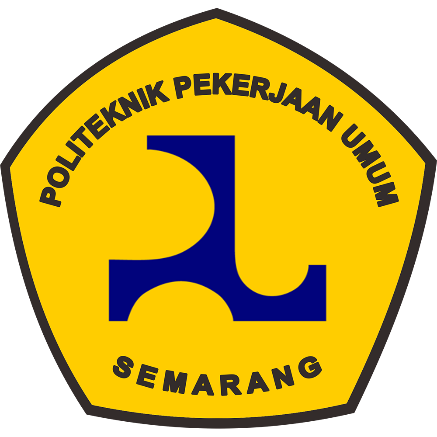 POLITEKNIK PEKERJAAN UMUM
SEMARANG